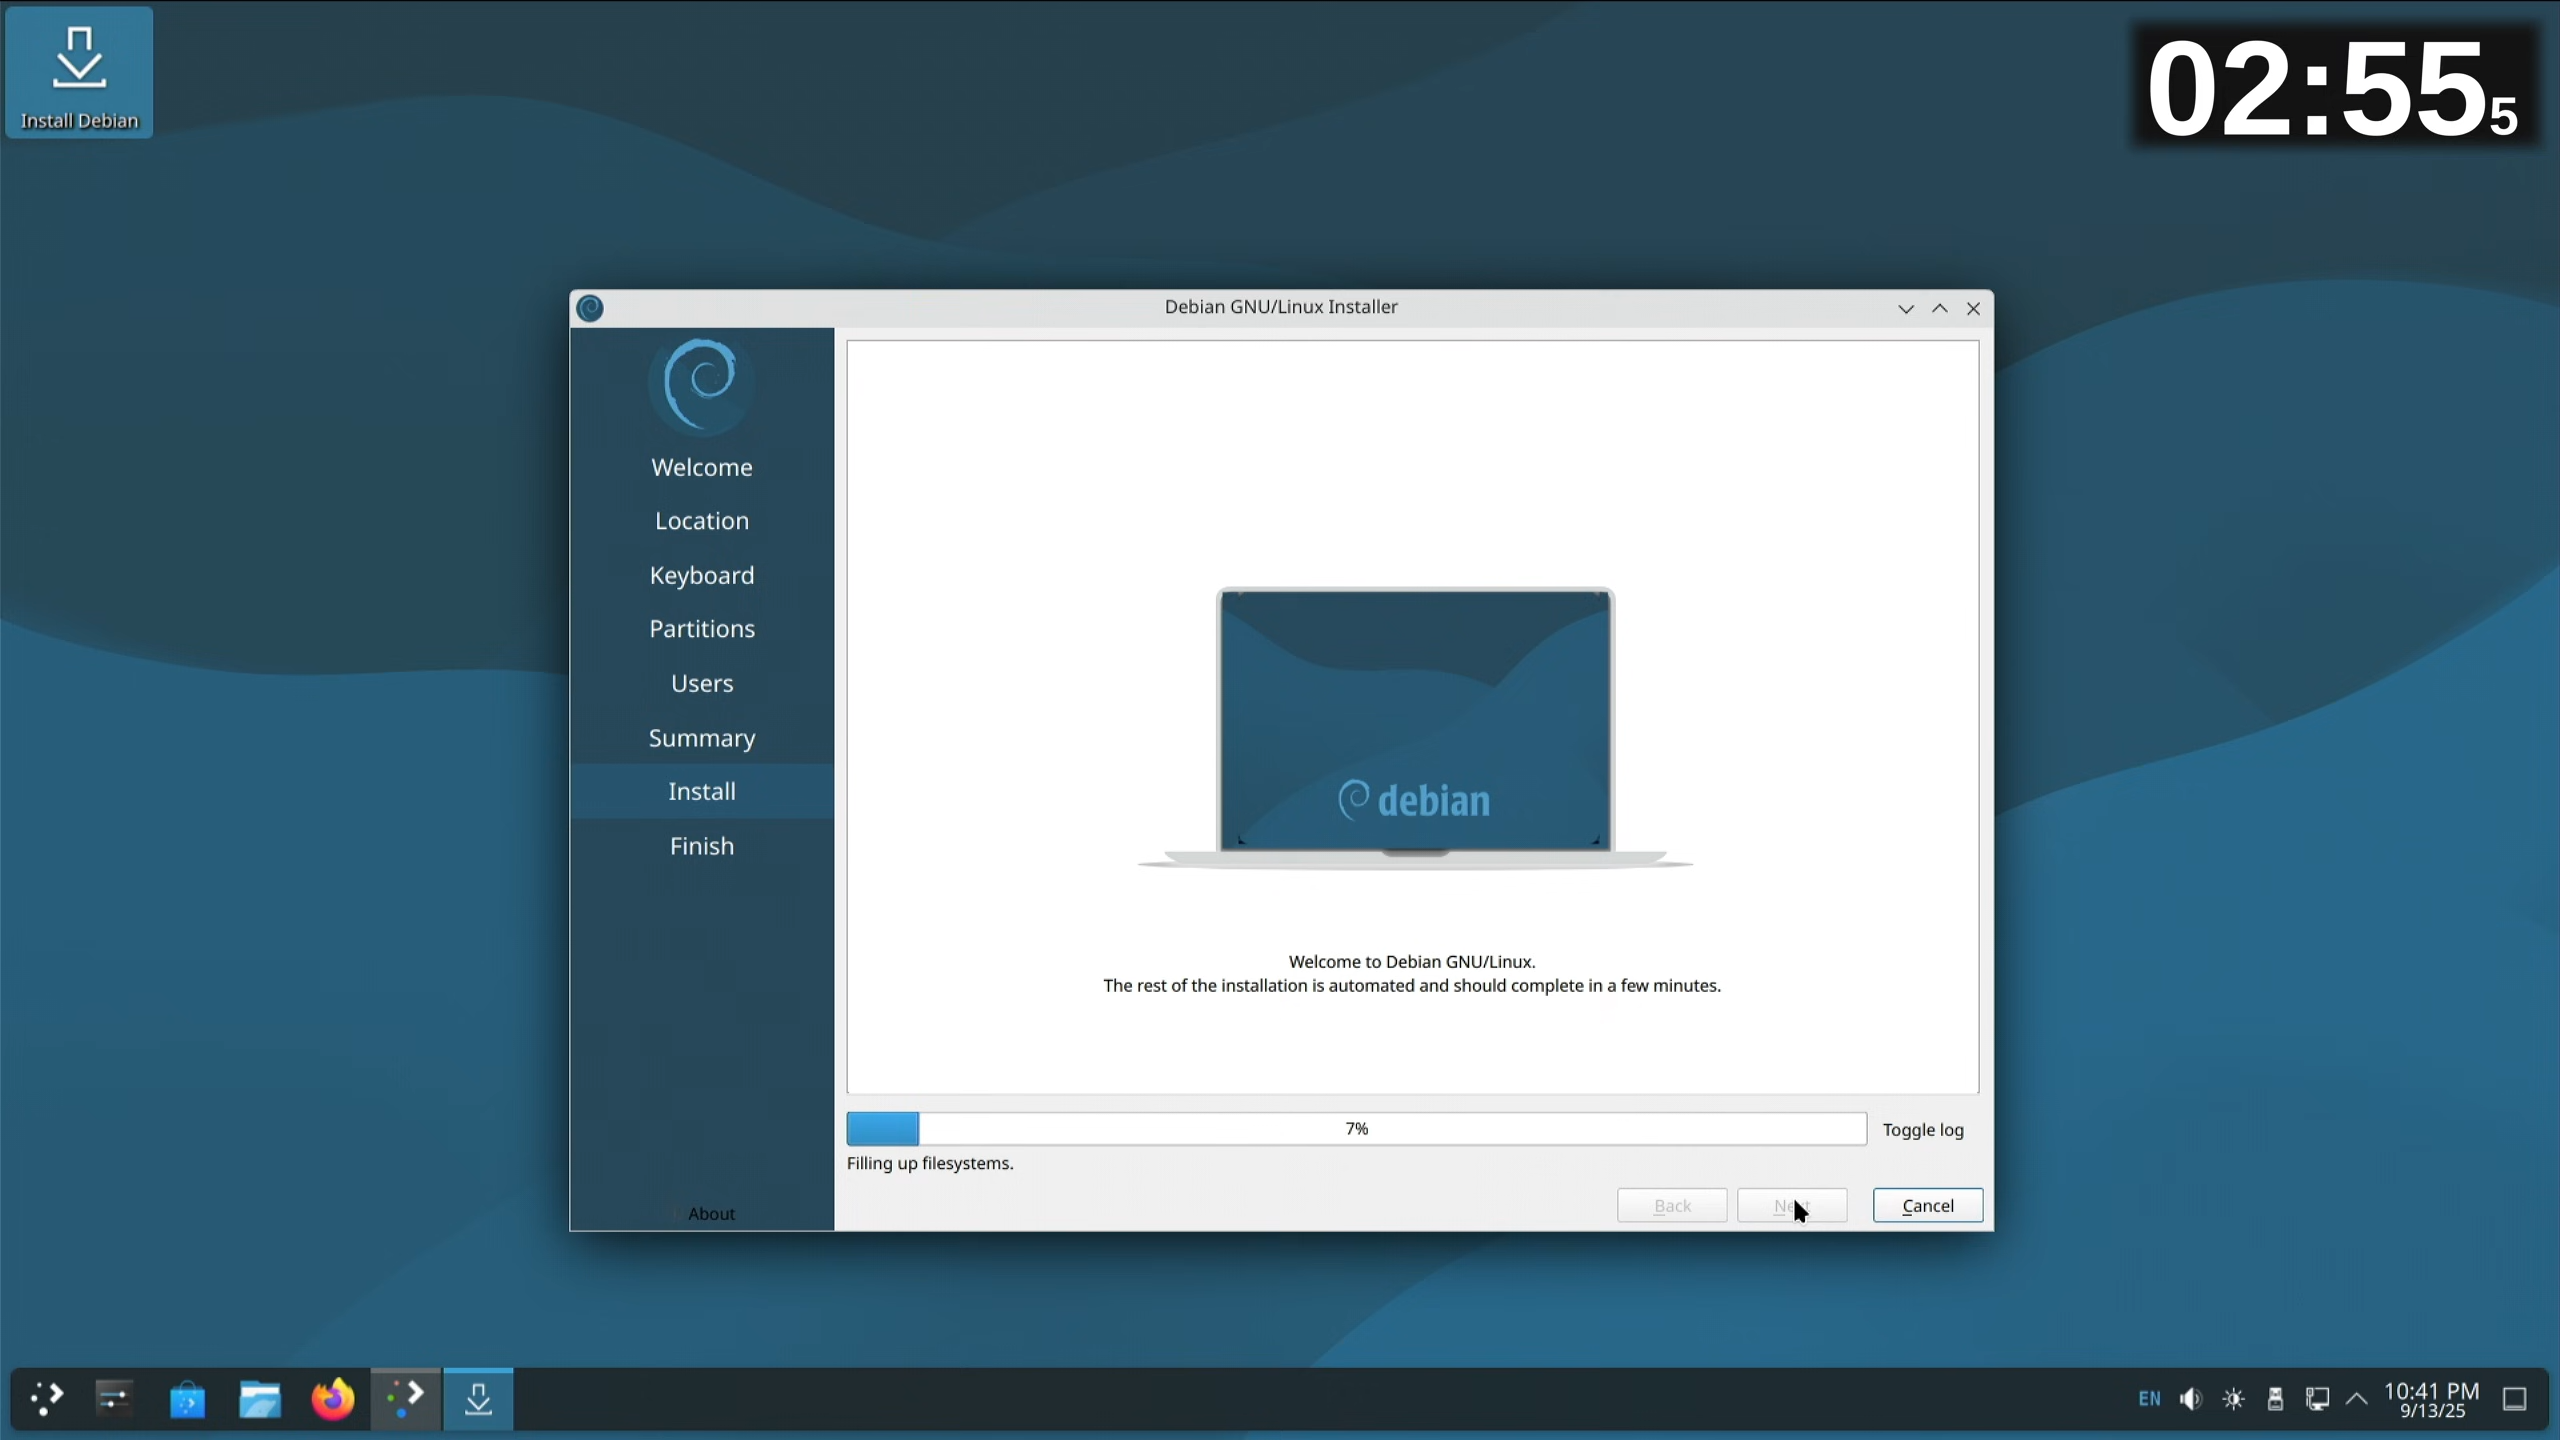 Install Debian
02:555
Debian GNU/Linux Installer
Welcome
Location
Keyboard
Partitions
Users
Summary
Install
Finish
About
debian
Welcome to Debian GNU/Linux.
The rest of the installation is automated and should complete in a few minutes.
7%
Toggle log
Filling up filesystems.
Back
Next
Cancel
EN
10:41 PM
9/13/25